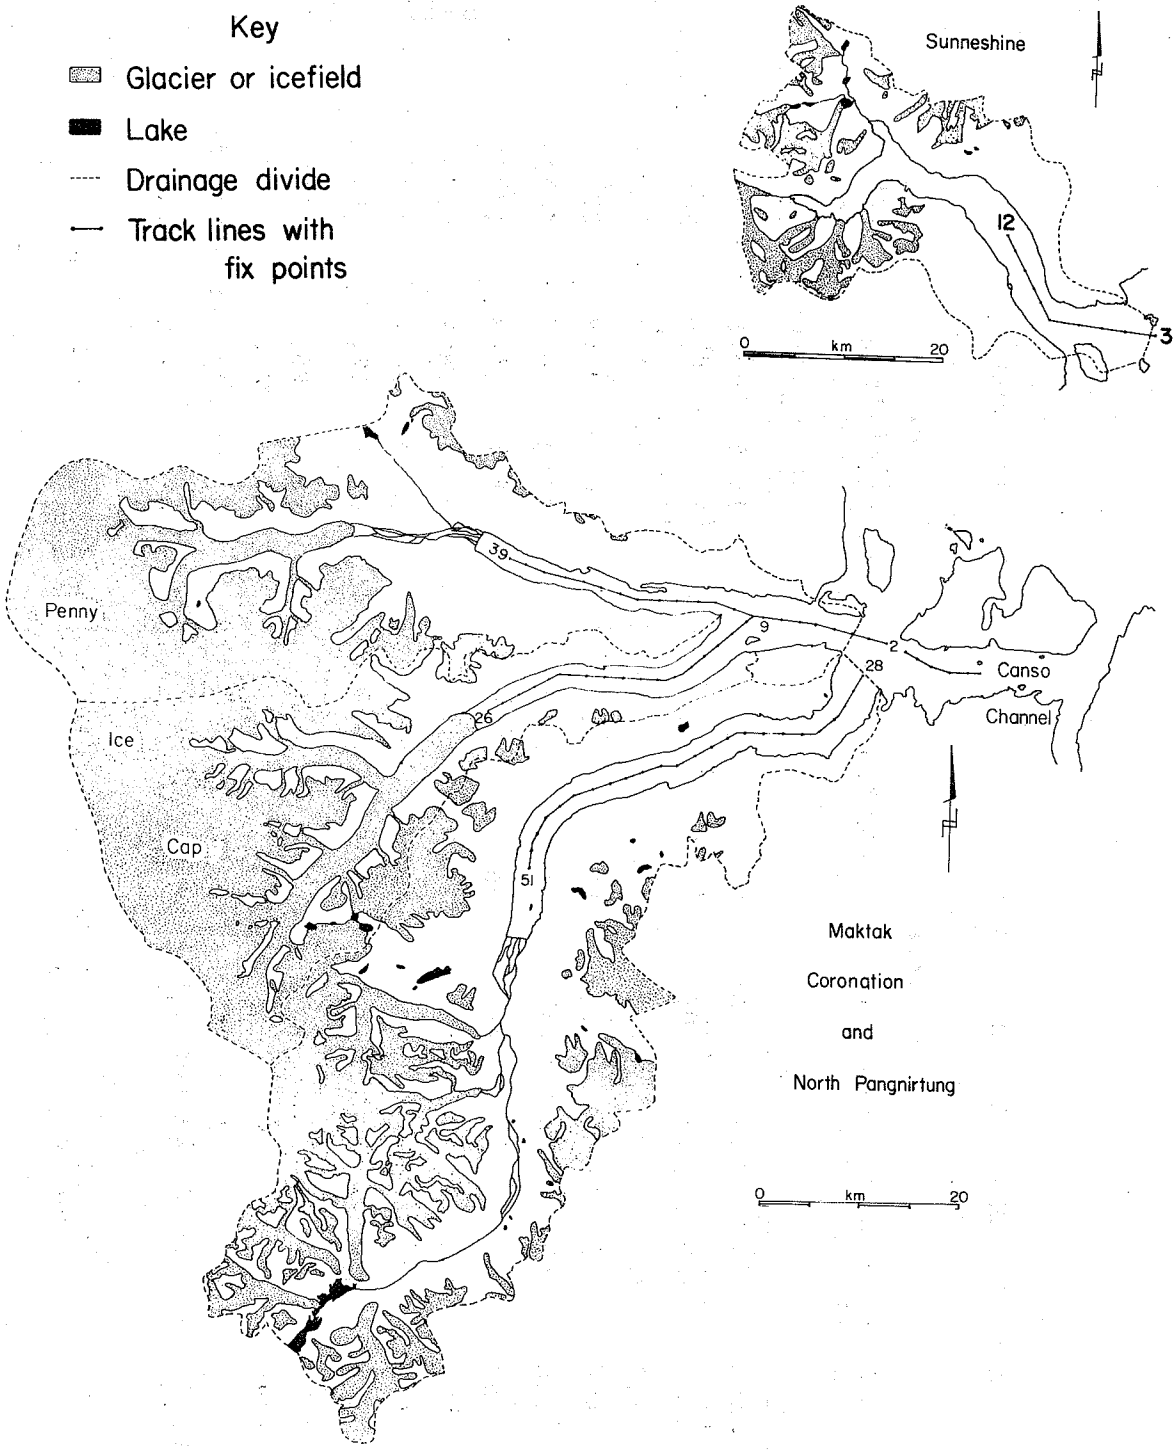 Key
Glacier or icefield
Lake
Drainage divide
Track lines with
fix points
Sunneshine
12
3
0 km 20
39
Penny
9
2
28
Canso
Channel
26
Ice
Cap
51
Maktak
Coronation
and
North Pangnirtung
0 km 20